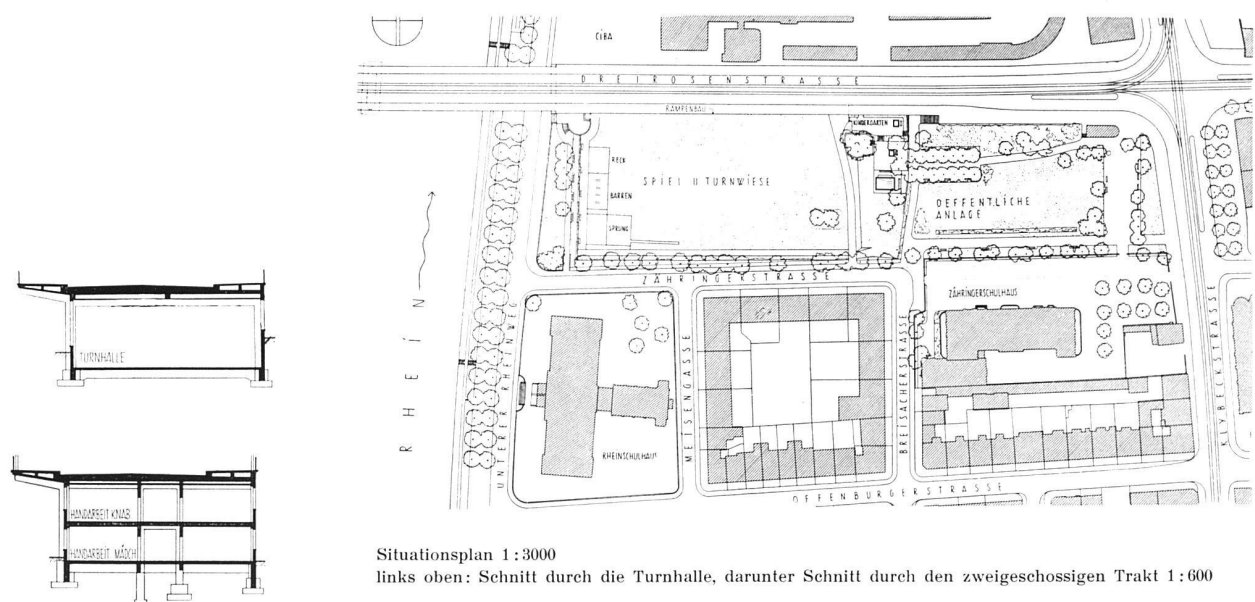 CIBA
DREIROSENSTRASSE
RAMPENBAU
KINDERGARTEN
RECK
SPIEL U TURNWIESE
BARREN
OEFFENTLICHE
ANLAGE
SPRUNG
ZÄHRINGERSTRASSE
RHEIN
UNTERER RHEINWEG
MEISENGASSE
BREISACHERSTRASSE
ZÄHRINGERSCHULHAUS
KLYBECKSTRASSE
RHEINSCHULHAUS
OFFENBURGERSTRASSE
TURNHALLE
HANDARBEIT KNAB
HANDARBEIT MÄDCH
Situationsplan 1:3000
links oben: Schnitt durch die Turnhalle, darunter Schnitt durch den zweigeschossigen Trakt 1:600